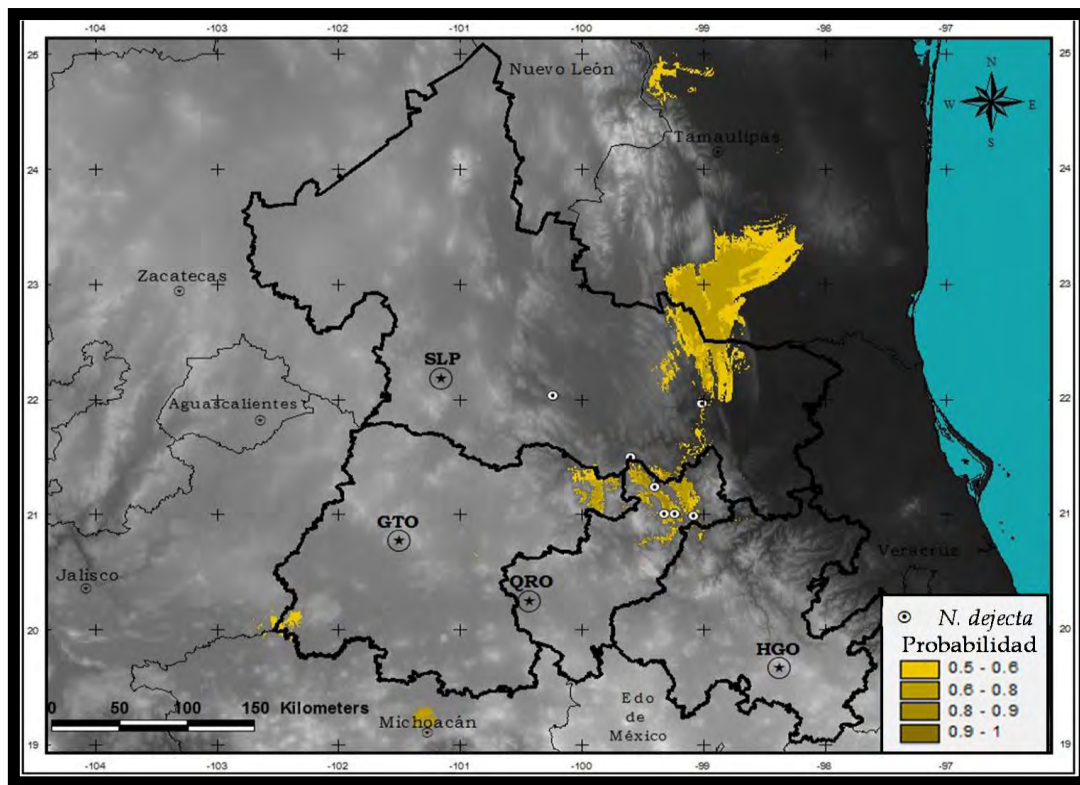 -104 -103 -102 -101 -100 -99 -98 -97
25 25
Nuevo León
N
W E
S
Tamaulipas
24 24
23 23
Zacatecas
SLP
22 22
Aguascalientes
21 21
GTO
Veracruz
Jalisco
QRO
20 20
HGO
Edo
de
México
Michoacán
0 50 100 150 Kilometers
19 19
N. dejecta
Probabilidad
0.5 - 0.6
0.6 - 0.8
0.8 - 0.9
0.9 - 1
-104 -103 -102 -101 -100 -99 -98 -97